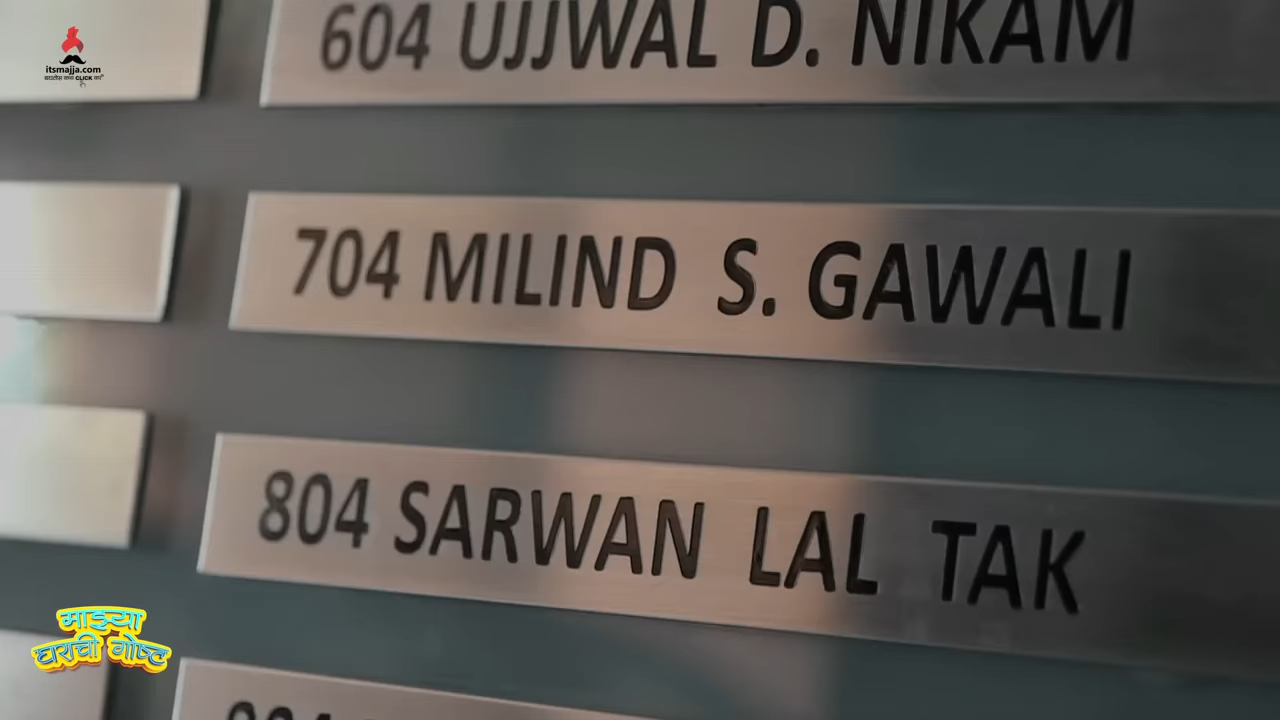 itsmajja.com
604 UJJWAL D. NIKAM
704 MILIND S. GAWALI
804 SARWAN LAL TAK
माझ्या
घराची गोष्ट